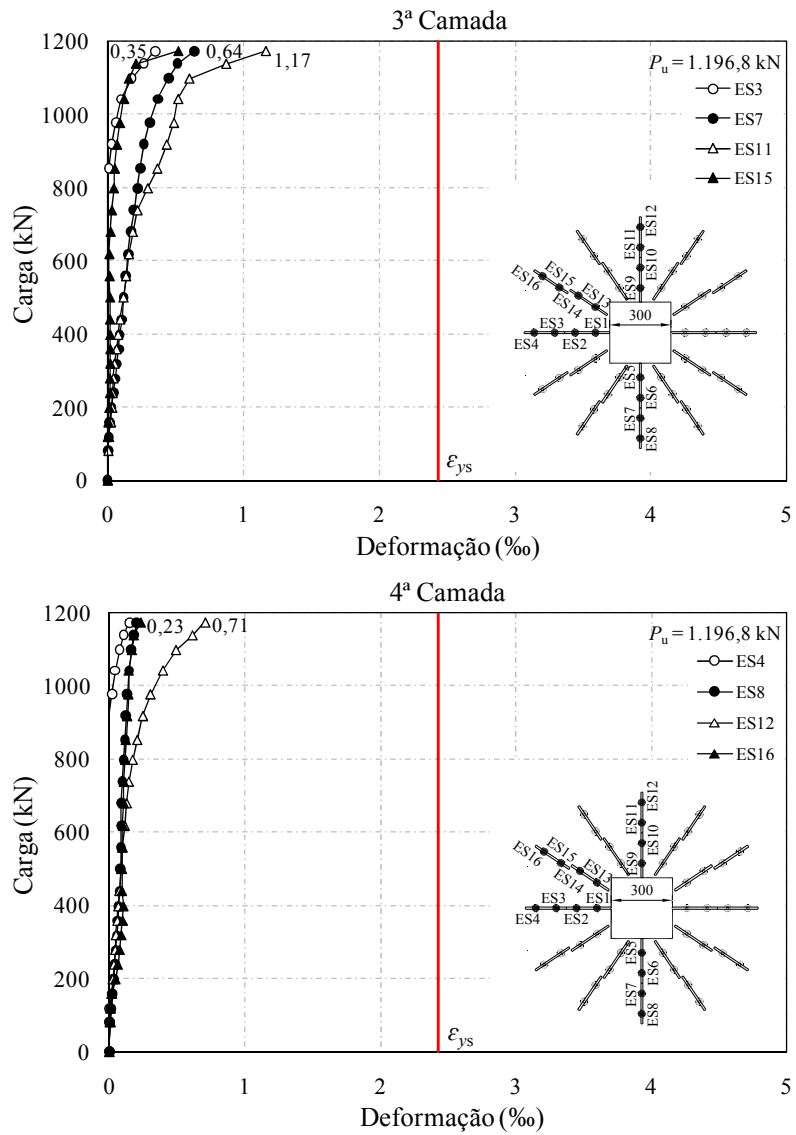 3ª Camada
1200
1000
800
600
400
200
0
Carga (kN)
0,35
0,64
1,17
Pᵤ = 1.196,8 kN
ES3
ES7
ES11
ES15
ES12
ES11
ES10
ES9
ES16
ES15
ES14
ES13
300
ES4
ES3
ES2
ES1
ES5
ES6
ES7
ES8
εys
0 1 2 3 4 5
Deformação (‰)
4ª Camada
1200
1000
800
600
400
200
0
Carga (kN)
0,23
0,71
Pᵤ = 1.196,8 kN
ES4
ES8
ES12
ES16
ES12
ES11
ES10
ES9
ES16
ES15
ES14
ES13
300
ES4
ES3
ES2
ES1
ES5
ES6
ES7
ES8
εys
0 1 2 3 4 5
Deformação (‰)